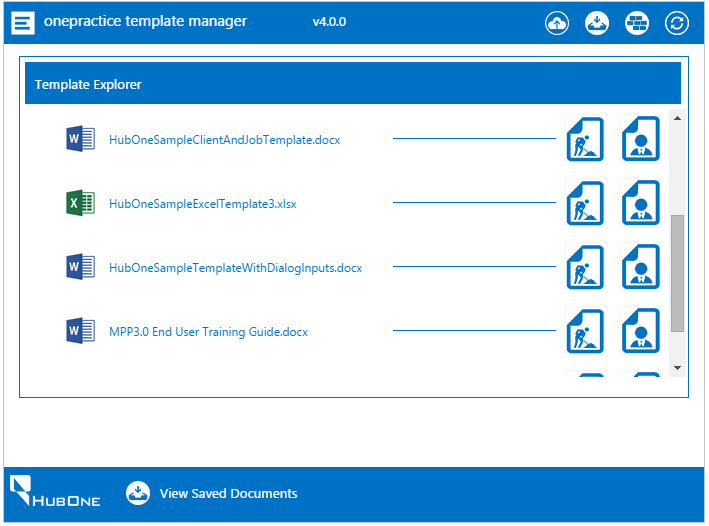 onepractice template manager v4.0.0
Template Explorer
HubOneSampleClientAndJobTemplate.docx
HubOneSampleExcelTemplate3.xlsx
HubOneSampleTemplateWithDialogInputs.docx
MPP3.0 End User Training Guide.docx
HUBONE View Saved Documents